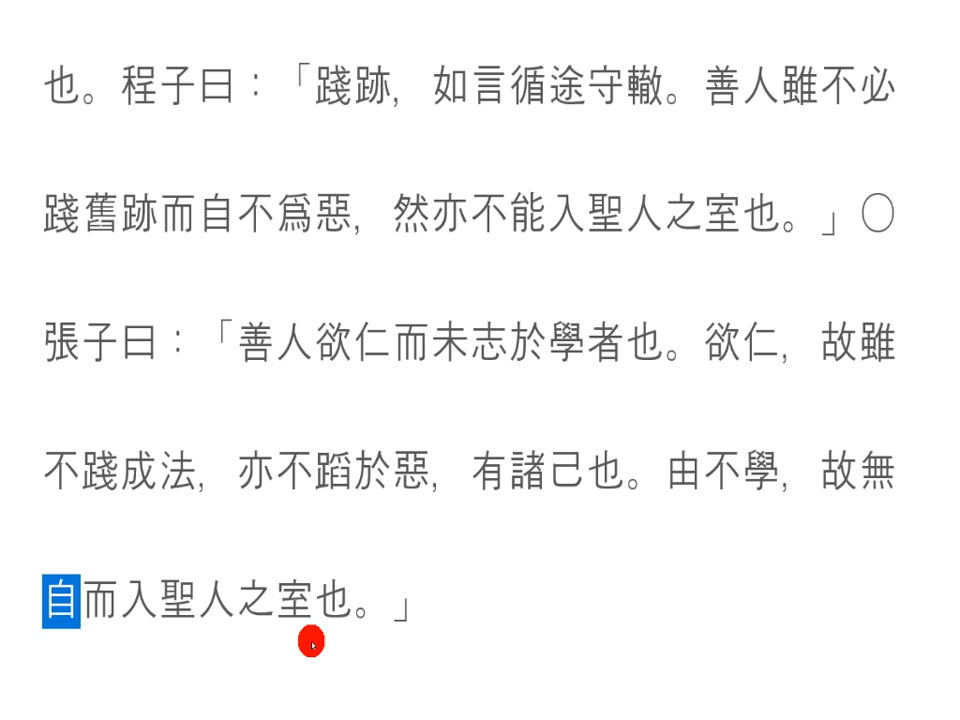 也。程子曰：「踐跡，如言循途守轍。善人雖不必
踐舊跡而自不爲惡，然亦不能入聖人之室也。」〇
張子曰：「善人欲仁而未志於學者也。欲仁，故雖
不踐成法，亦不蹈於惡，有諸己也。由不學，故無
自而入聖人之室也。」